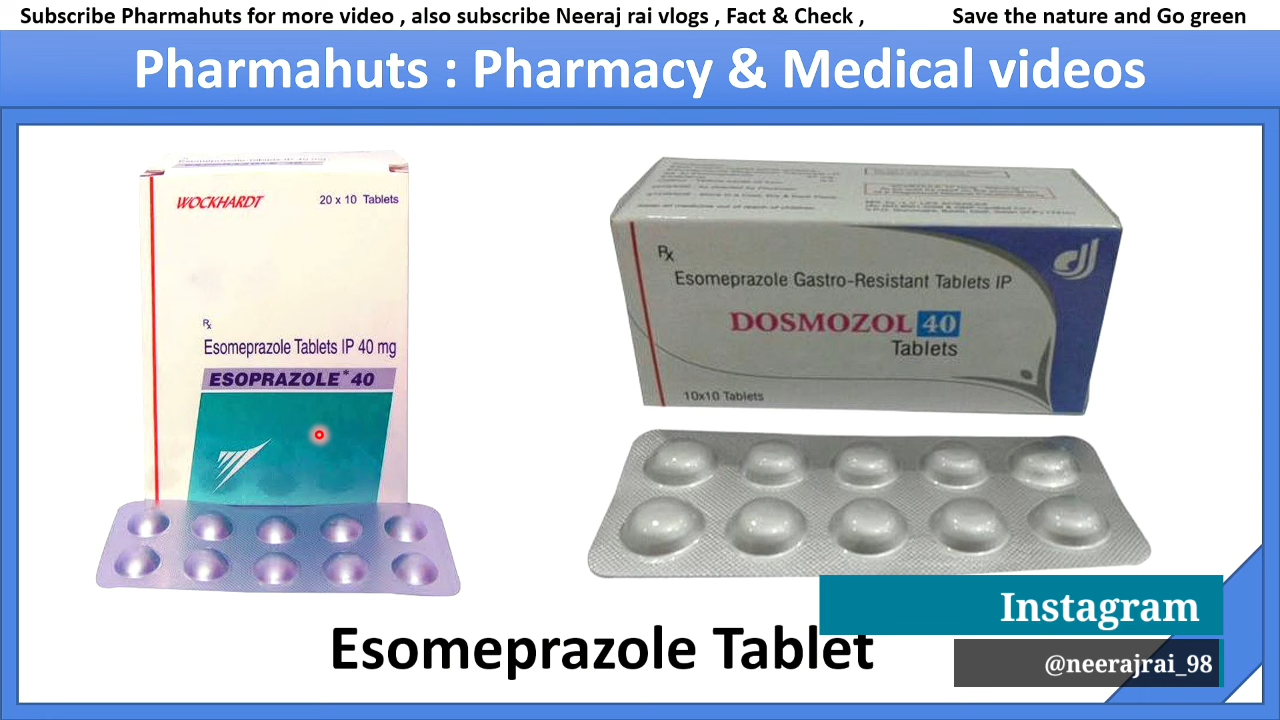 Subscribe Pharmahuts for more video , also subscribe Neeraj rai vlogs , Fact & Check , Save the nature and Go green
Pharmahuts : Pharmacy & Medical videos
WOCKHARDT
20 x 10 Tablets
Rx
Esomeprazole Tablets IP 40 mg
ESOPRAZOLE* 40
Rx
Esomeprazole Gastro-Resistant Tablets IP
DOSMOZOL 40
Tablets
10x10 Tablets
Esomeprazole Tablet
Instagram
@neerajrai_98